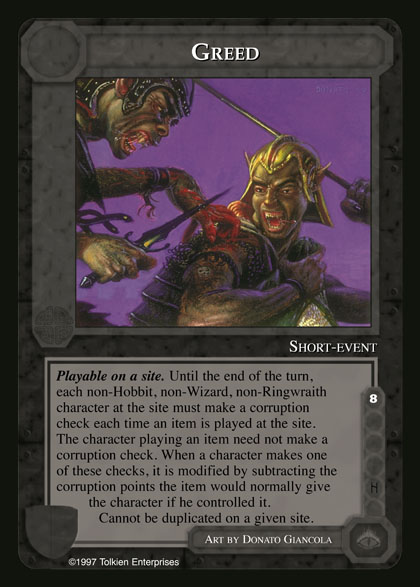 Greed
Short-event
Playable on a site. Until the end of the turn,
each non-Hobbit, non-Wizard, non-Ringwraith
character at the site must make a corruption
check each time an item is played at the site.
The character playing an item need not make a
corruption check. When a character makes one
of these checks, it is modified by subtracting the
corruption points the item would normally give
the character if he controlled it.
Cannot be duplicated on a given site.
8
H
Art by Donato Giancola
©1997 Tolkien Enterprises